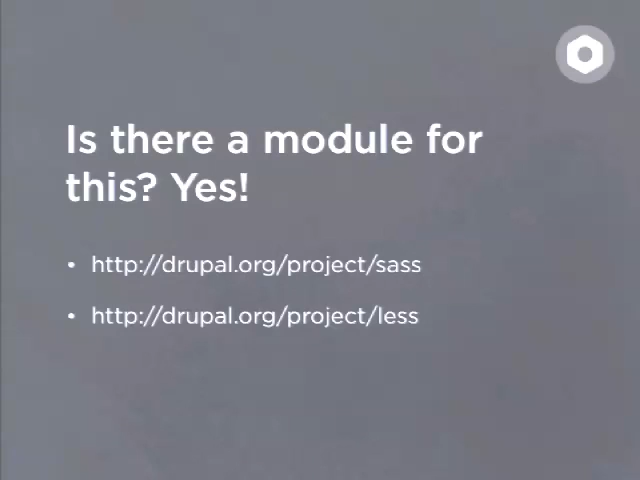 Is there a module for
this? Yes!
• http://drupal.org/project/sass
• http://drupal.org/project/less